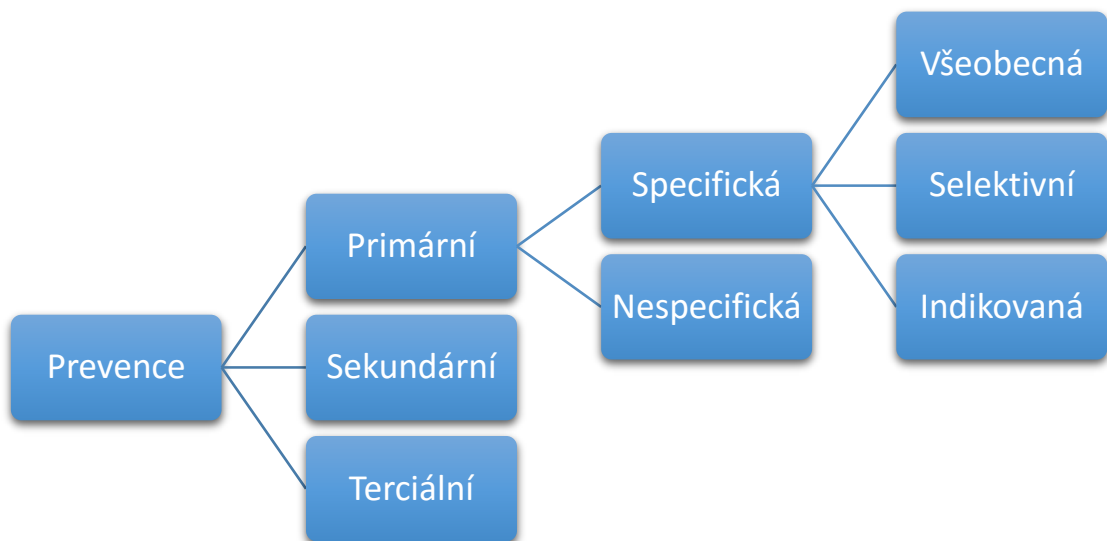 Prevence
Primární
Sekundární
Terciální
Specifická
Nespecifická
Všeobecná
Selektivní
Indikovaná